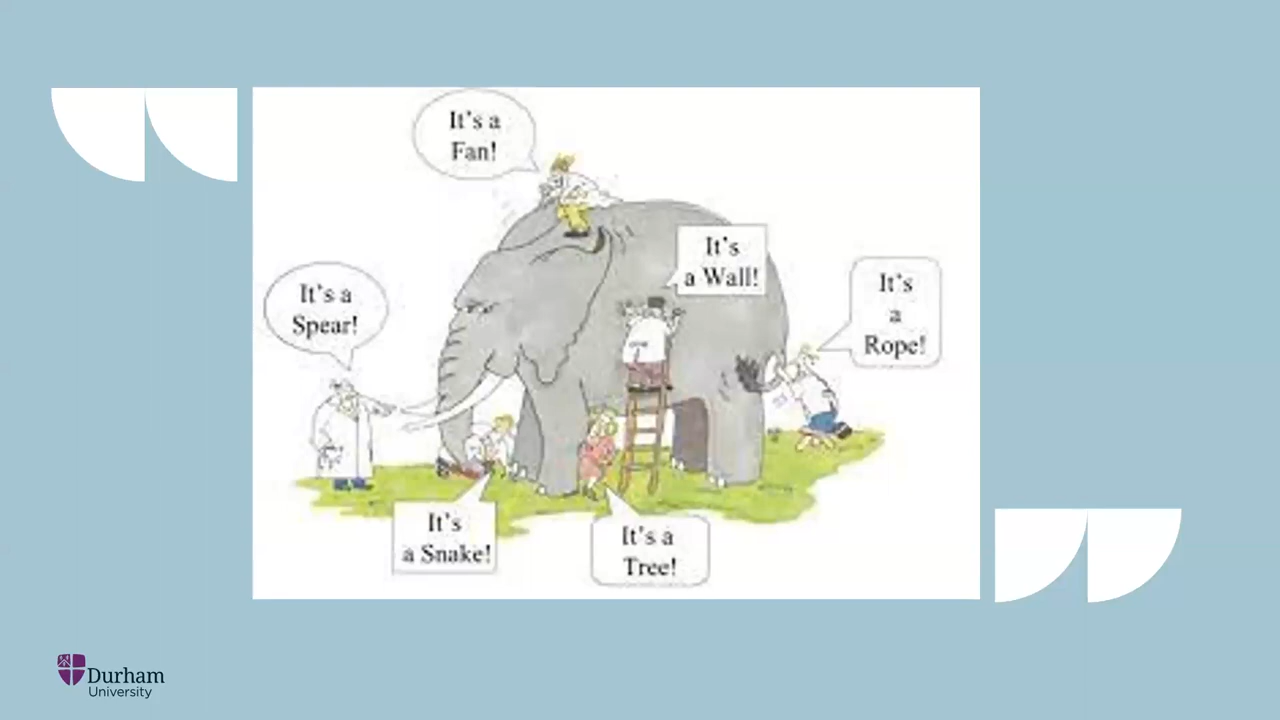 It's a
Fan!
It's
a Wall!
It's
a
Rope!
It's a
Spear!
It's
a Snake!
It's a
Tree!
Durham
University